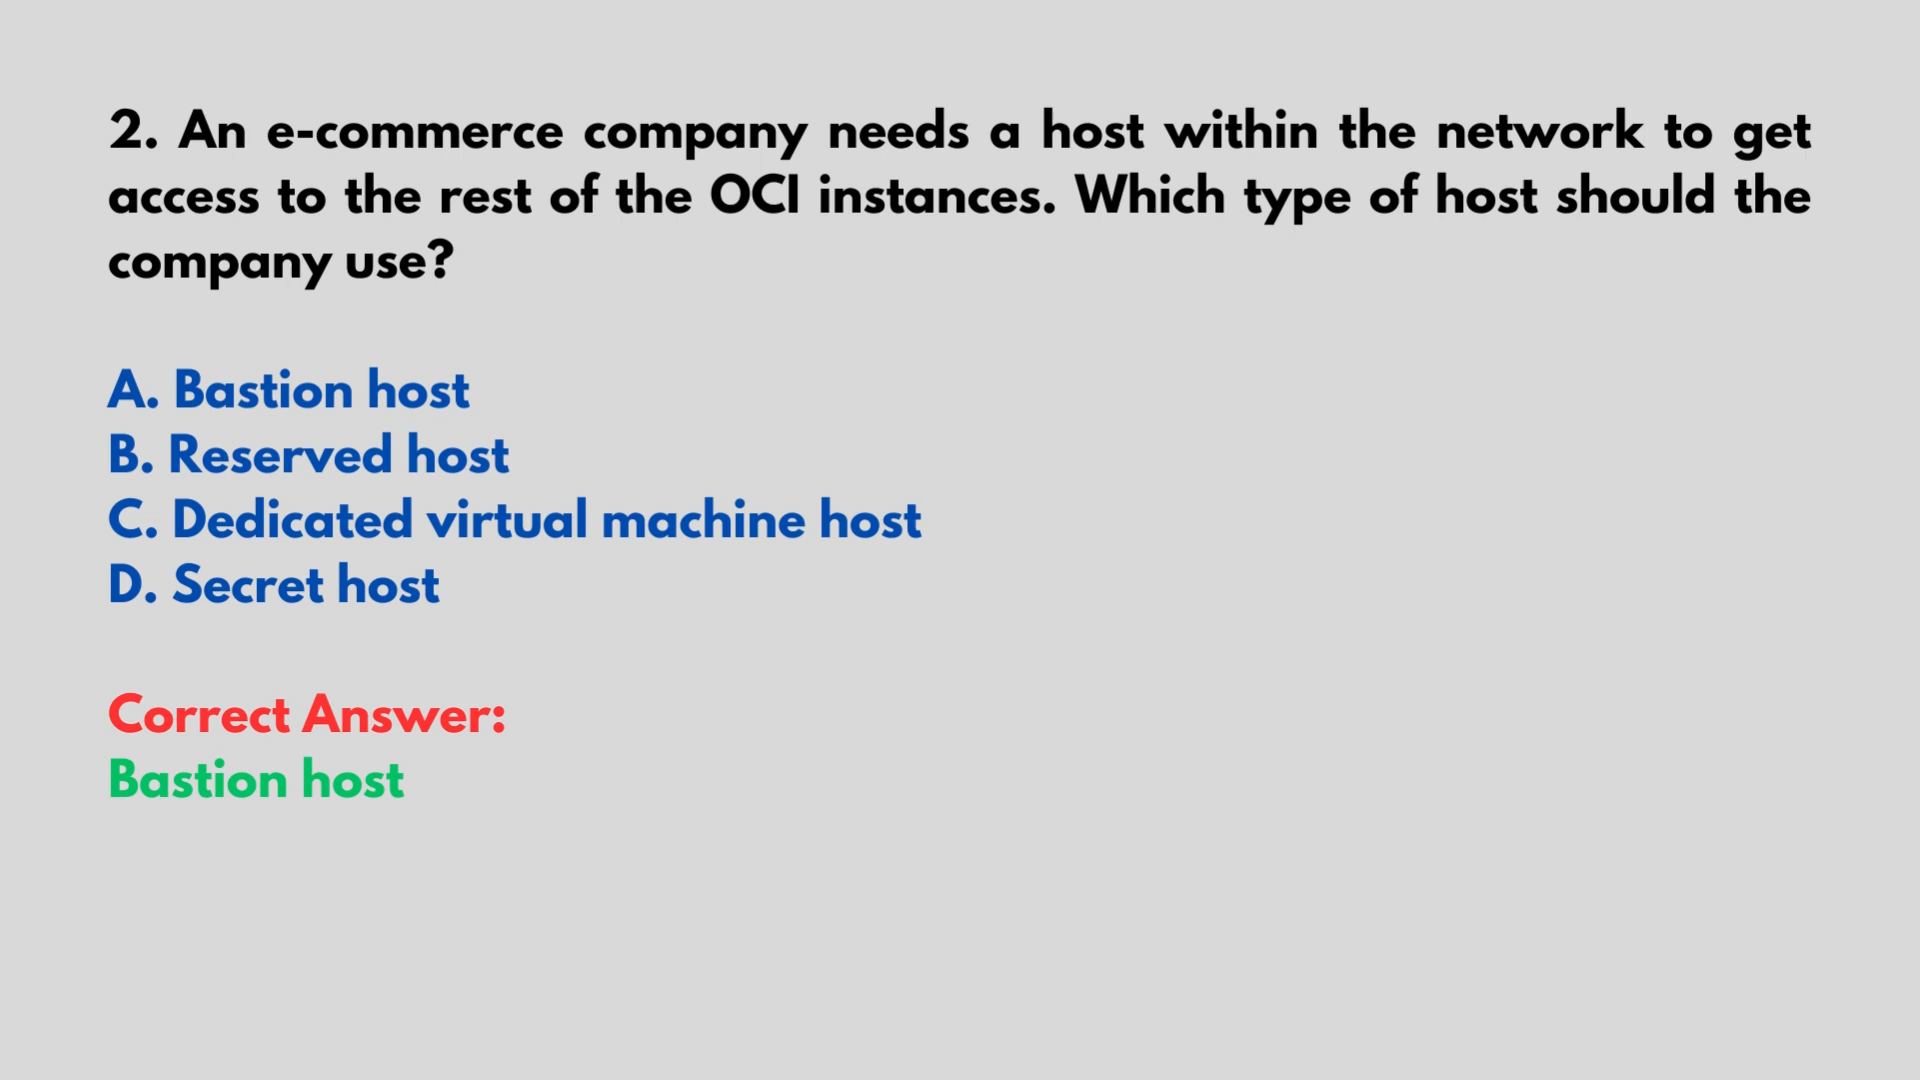 2. An e-commerce company needs a host within the network to get
access to the rest of the OCI instances. Which type of host should the
company use?
A. Bastion host
B. Reserved host
C. Dedicated virtual machine host
D. Secret host
Correct Answer:
Bastion host